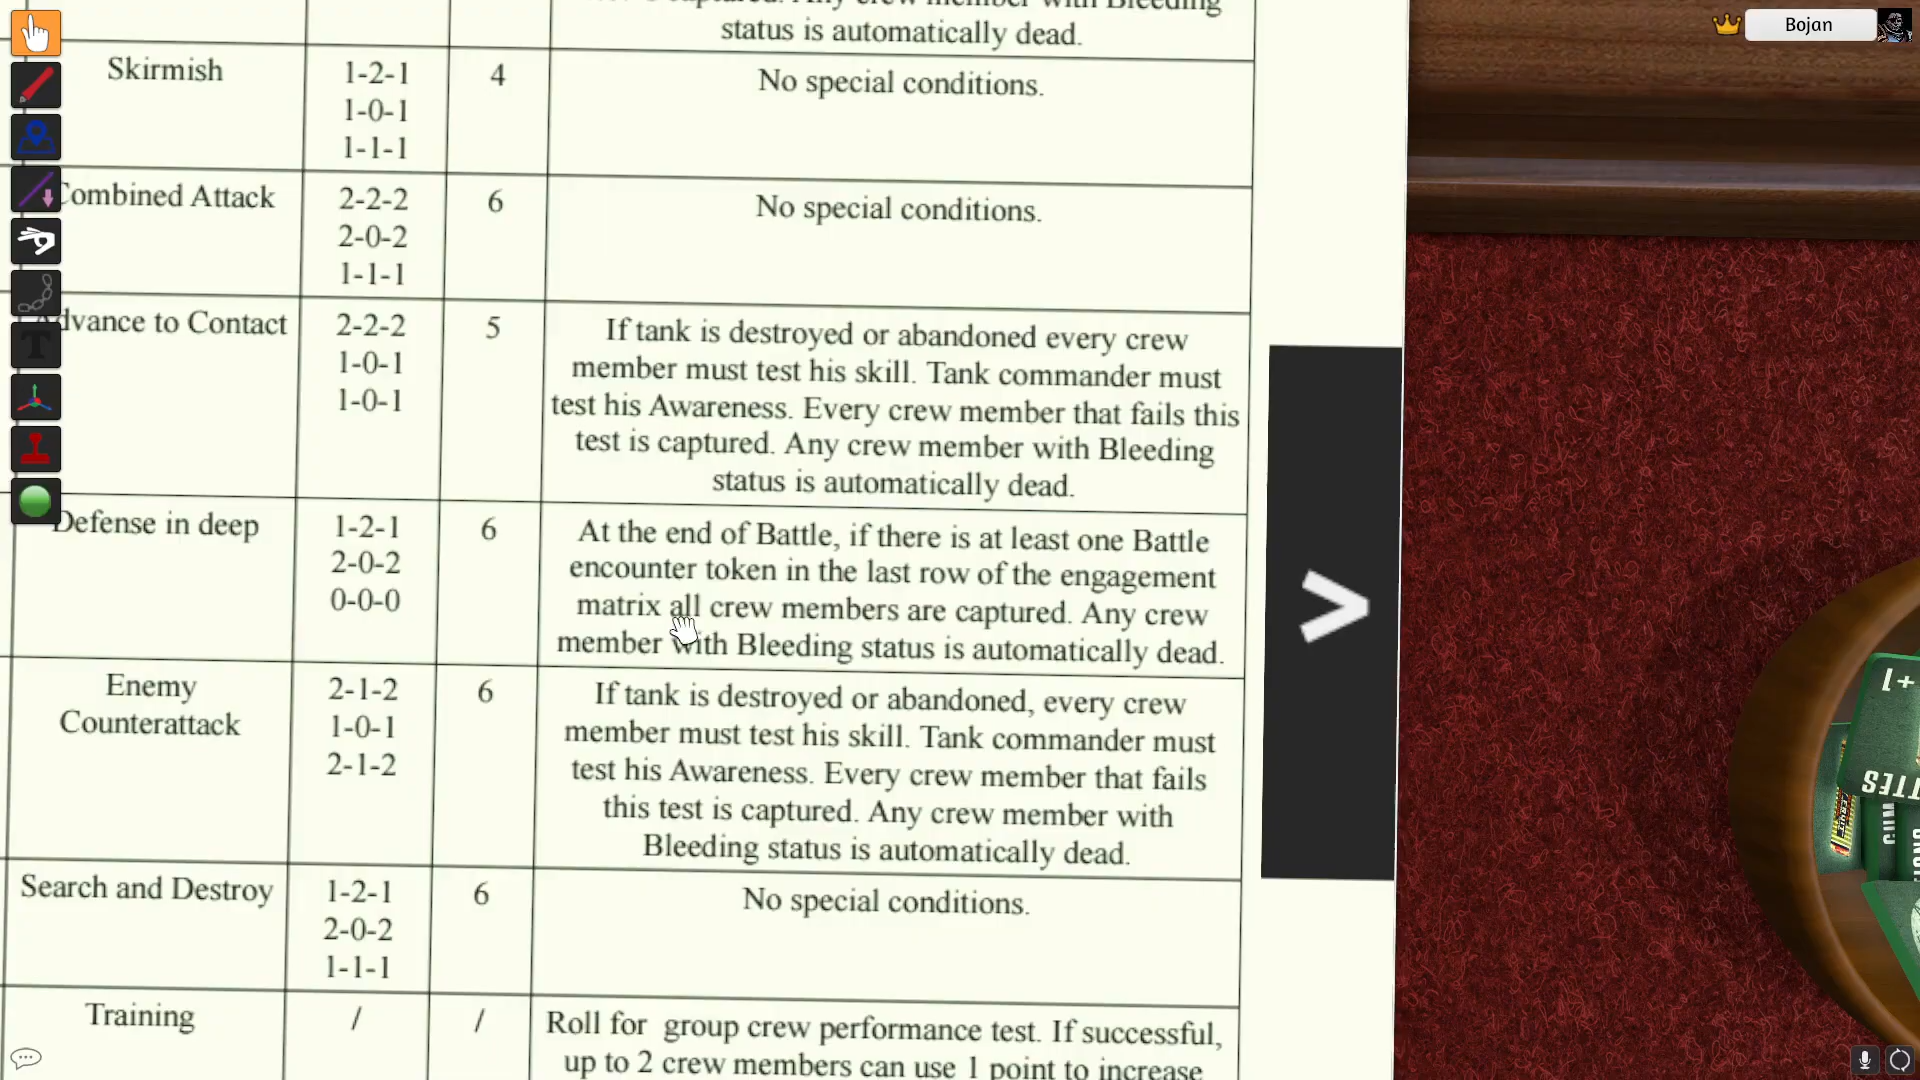 status is automatically dead.
Skirmish
1-2-1
1-0-1
1-1-1
4
No special conditions.
Combined Attack
2-2-2
2-0-2
1-1-1
6
No special conditions.
dvance to Contact
2-2-2
1-0-1
1-0-1
5
If tank is destroyed or abandoned every crew
member must test his skill. Tank commander must
test his Awareness. Every crew member that fails this
test is captured. Any crew member with Bleeding
status is automatically dead.
Defense in deep
1-2-1
2-0-2
0-0-0
6
At the end of Battle, if there is at least one Battle
encounter token in the last row of the engagement
matrix all crew members are captured. Any crew
member with Bleeding status is automatically dead.
Enemy
Counterattack
2-1-2
1-0-1
2-1-2
6
If tank is destroyed or abandoned, every crew
member must test his skill. Tank commander must
test his Awareness. Every crew member that fails
this test is captured. Any crew member with
Bleeding status is automatically dead.
Search and Destroy
1-2-1
2-0-2
1-1-1
6
No special conditions.
Training
/
/
Roll for group crew performance test. If successful,
up to 2 crew members can use 1 point to increase
>
Bojan
T
+1